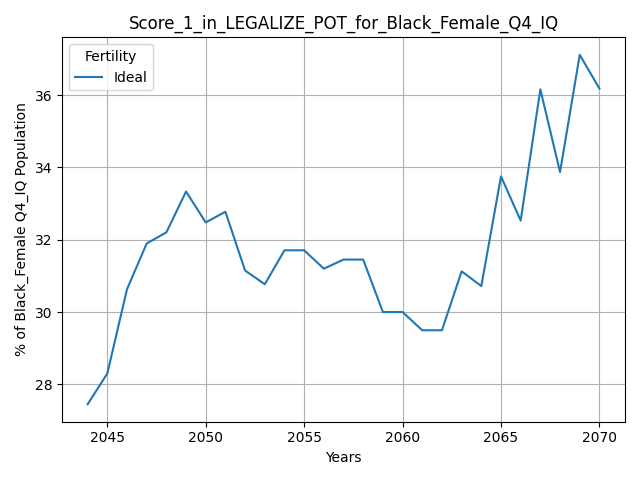 Score_1_in_LEGALIZE_POT_for_Black_Female_Q4_IQ
Fertility
Ideal
% of Black_Female Q4_IQ Population
36
34
32
30
28
2045 2050 2055 2060 2065 2070
Years